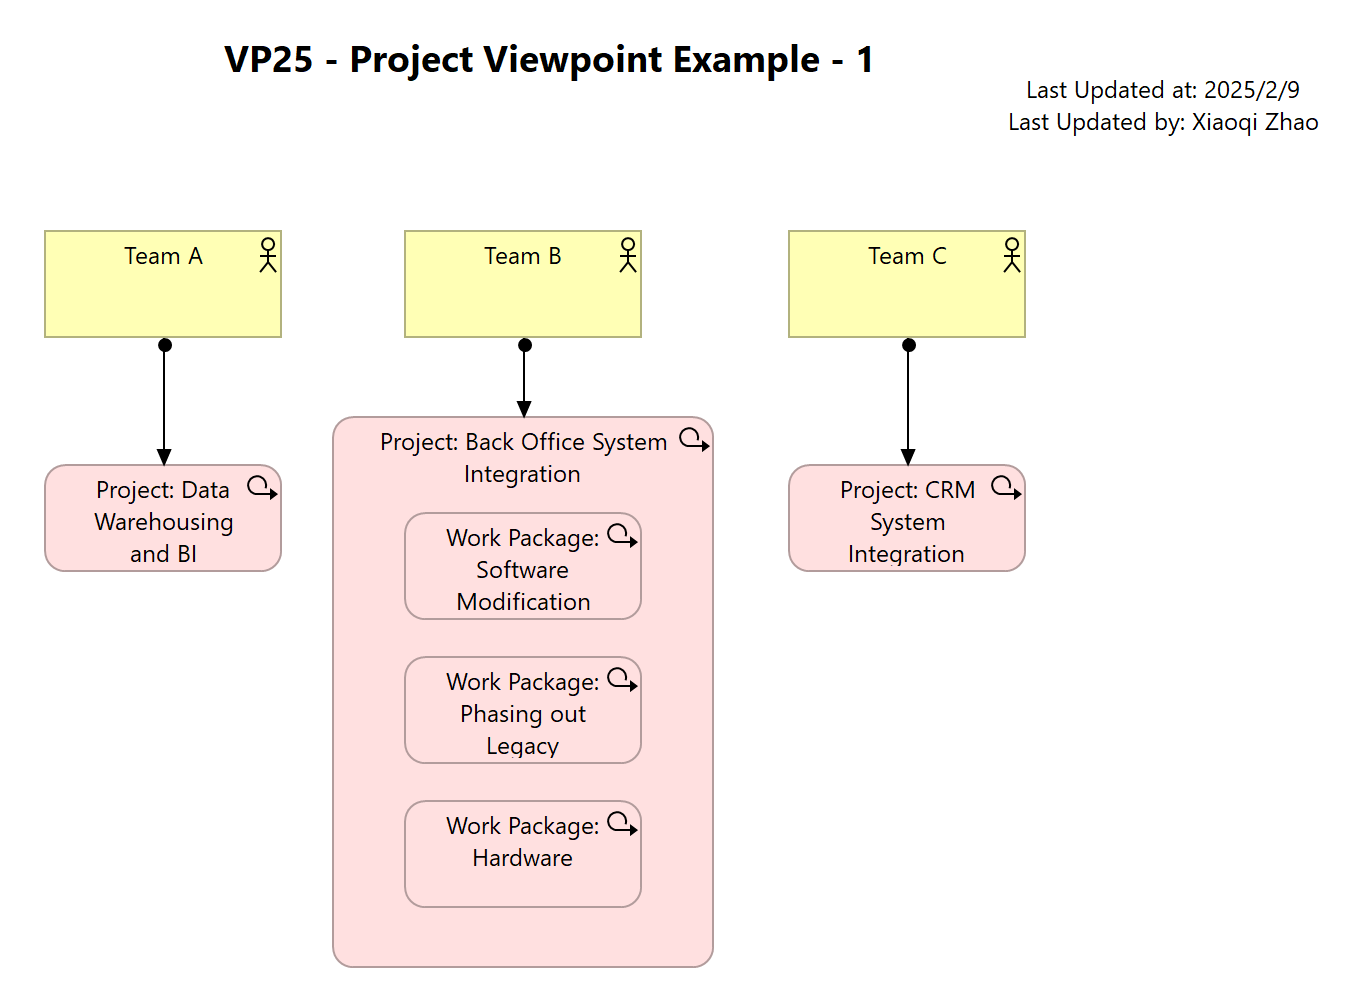 VP25 - Project Viewpoint Example - 1
Last Updated at: 2025/2/9
Last Updated by: Xiaoqi Zhao
Team A
Team B
Team C
Project: Data
Warehousing
and BI
Project: Back Office System
Integration
Work Package:
Software
Modification
Work Package:
Phasing out
Legacy
Work Package:
Hardware
Project: CRM
System
Integration